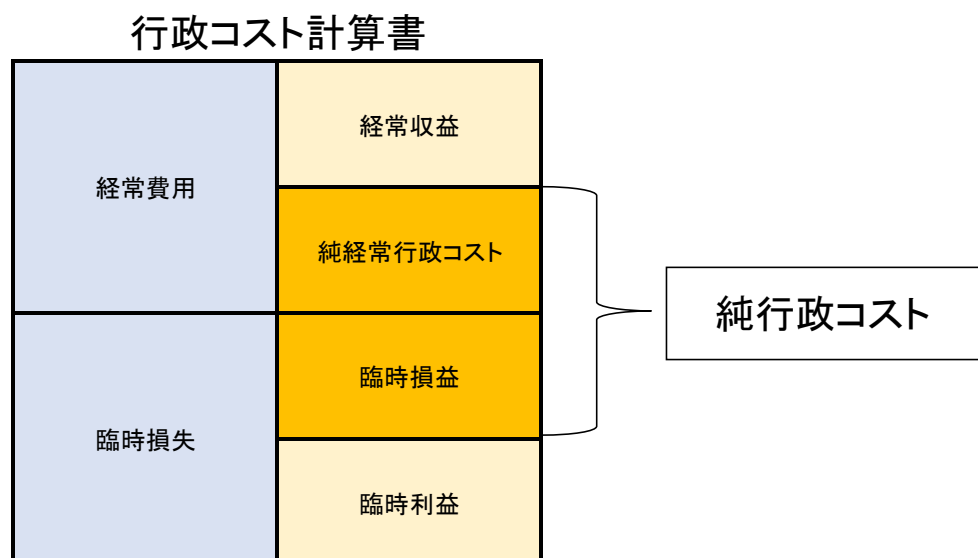 行政コスト計算書
経常費用
経常収益
純経常行政コスト
純行政コスト
臨時損失
臨時損益
臨時利益